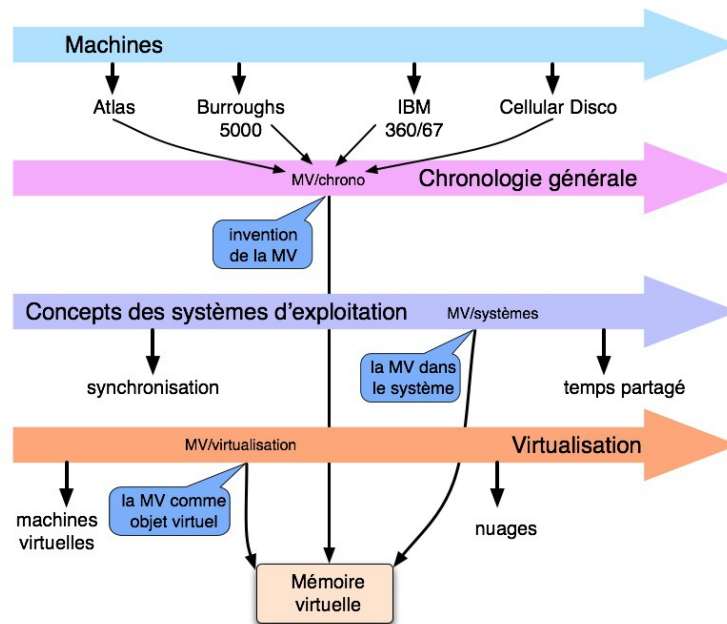 Machines
Atlas
Burroughs
5000
IBM
360/67
Cellular Disco
MV/chrono
Chronologie générale
invention
de la MV
Concepts des systèmes d'exploitation
MV/systèmes
synchronisation
la MV dans
le système
temps partagé
MV/virtualisation
Virtualisation
machines
virtuelles
la MV comme
objet virtuel
nuages
Mémoire
virtuelle